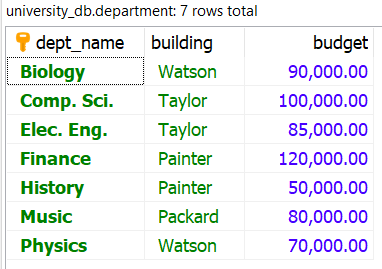 university_db.department: 7 rows total
dept_name building budget
Biology Watson 90,000.00
Comp. Sci. Taylor 100,000.00
Elec. Eng. Taylor 85,000.00
Finance Painter 120,000.00
History Painter 50,000.00
Music Packard 80,000.00
Physics Watson 70,000.00